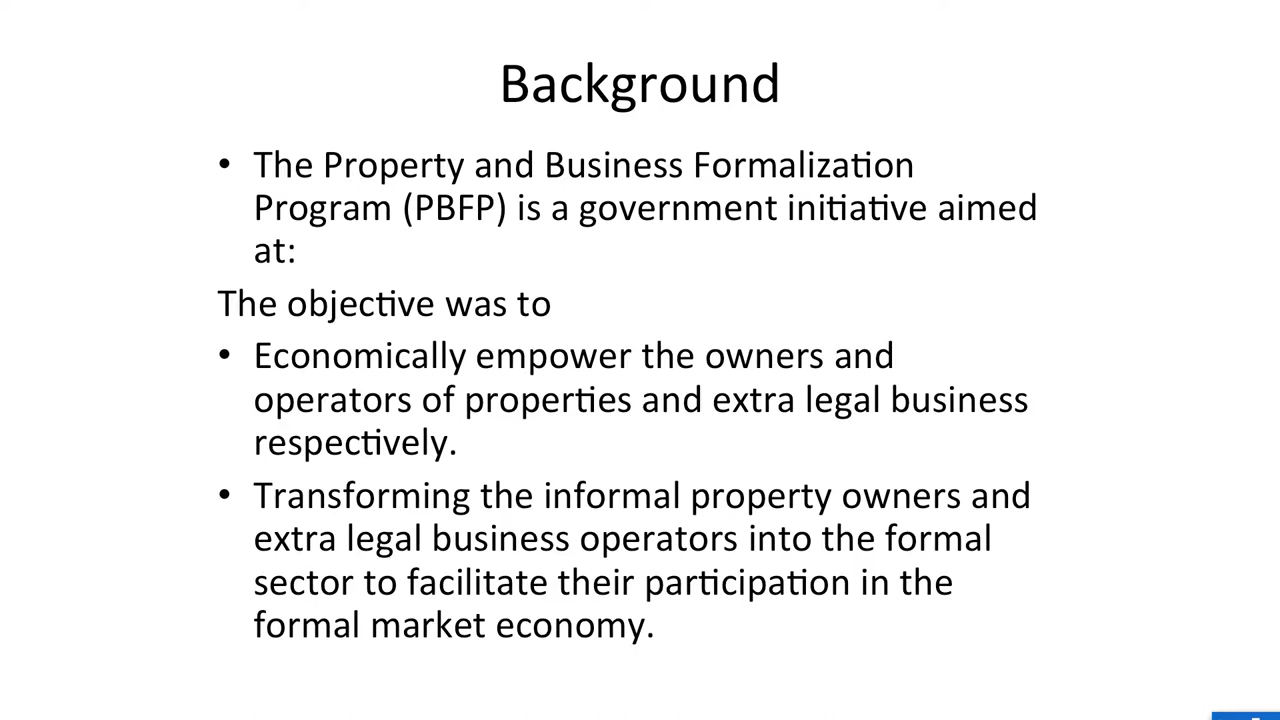 Background
• The Property and Business Formalization
Program (PBFP) is a government initiative aimed
at:
The objective was to
• Economically empower the owners and
operators of properties and extra legal business
respectively.
• Transforming the informal property owners and
extra legal business operators into the formal
sector to facilitate their participation in the
formal market economy.